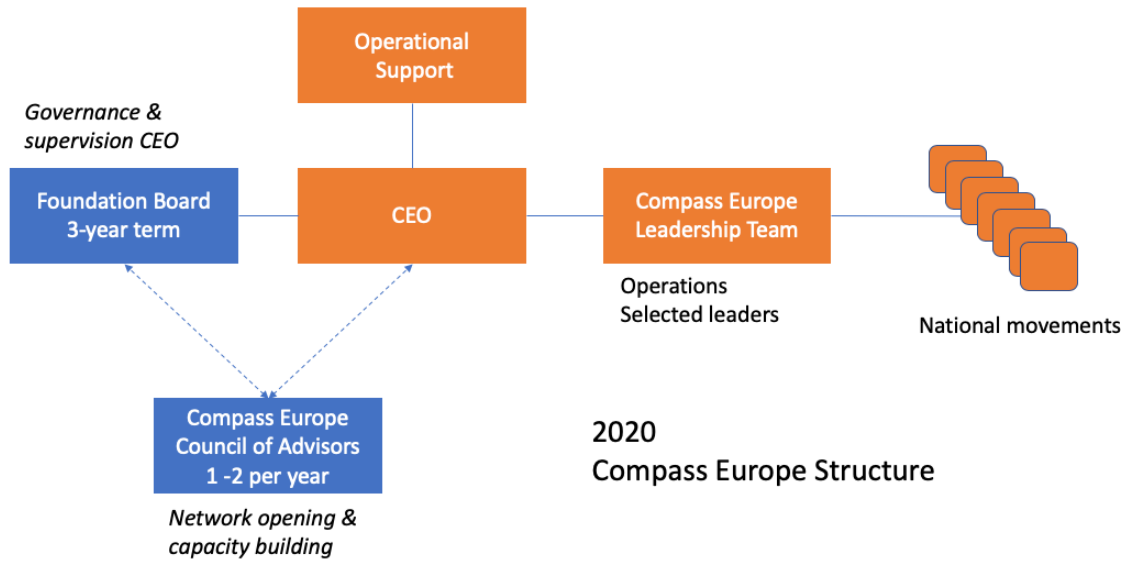 Operational
Support
Governance &
supervision CEO
Foundation Board
3-year term
CEO
Compass Europe
Leadership Team
Operations
Selected leaders
National movements
Compass Europe
Council of Advisors
1 -2 per year
Network opening &
capacity building
2020
Compass Europe Structure